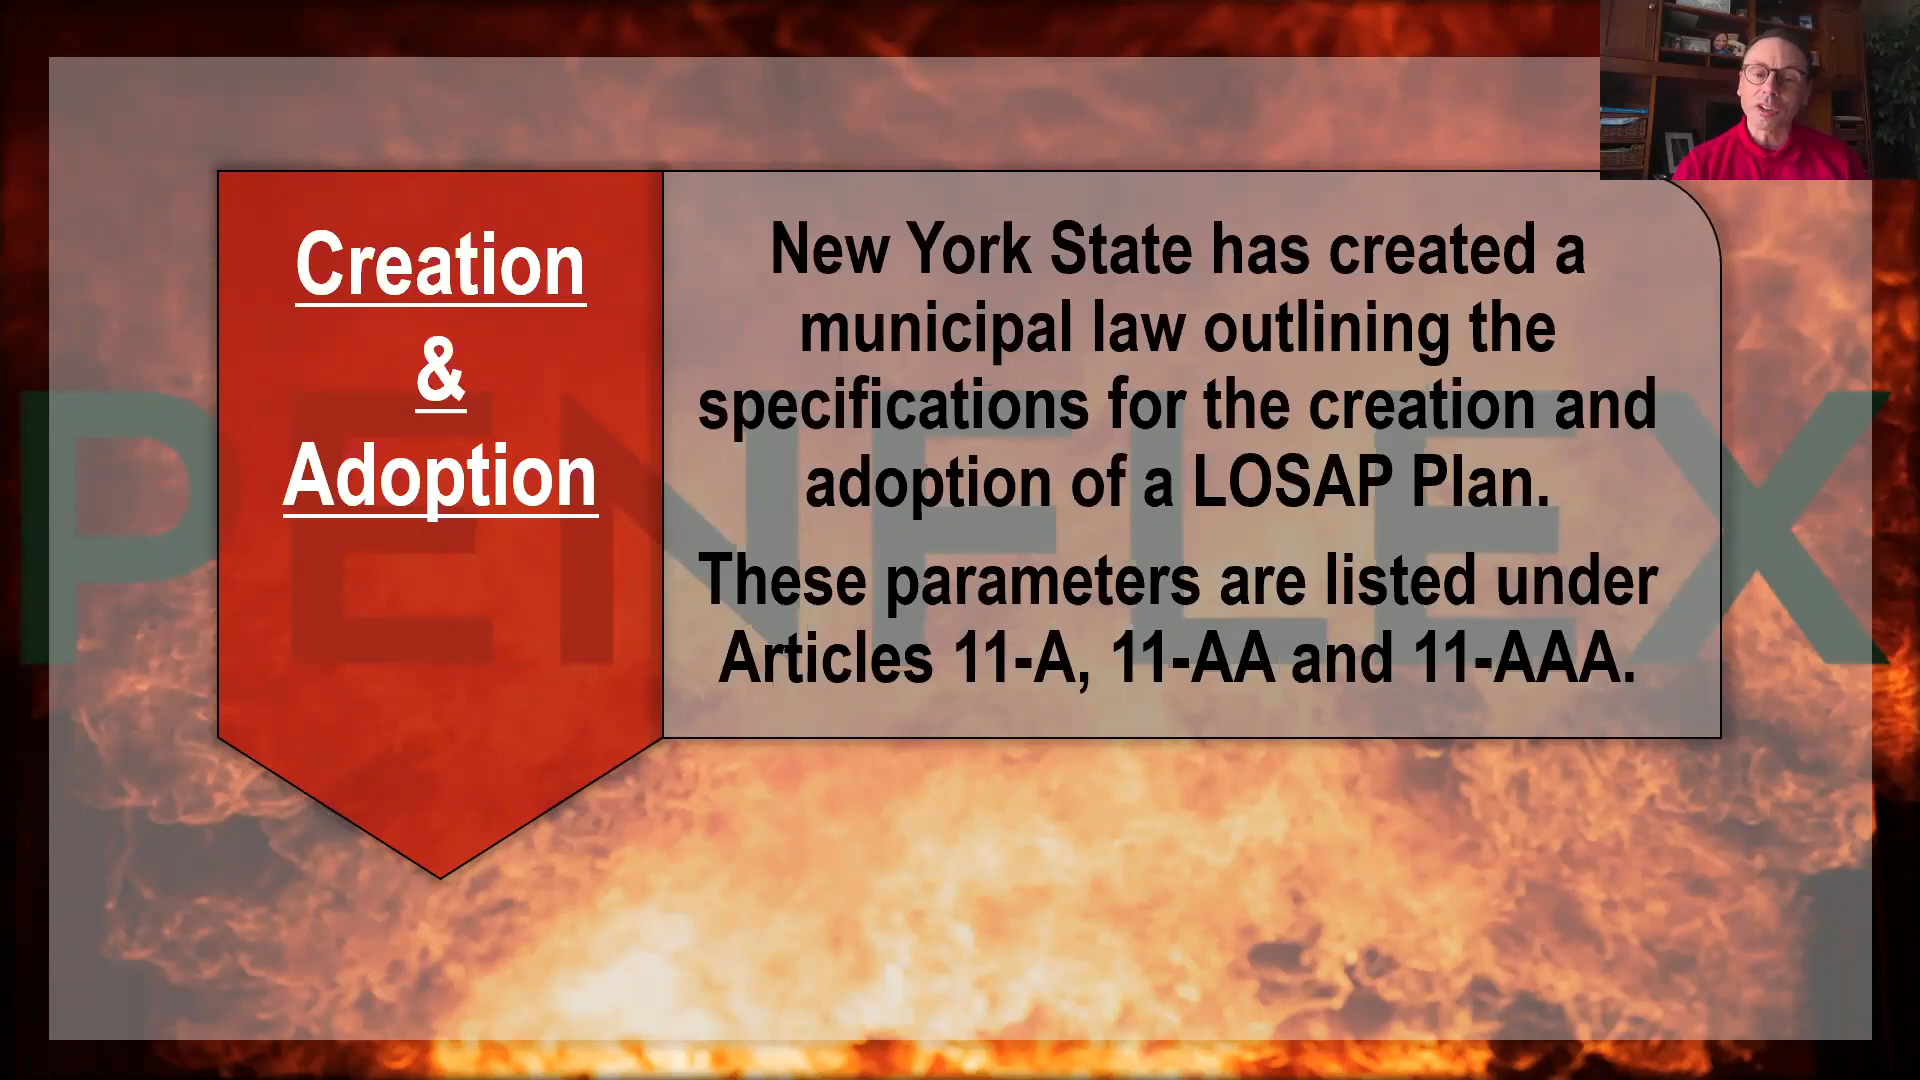 Creation
&
Adoption
New York State has created a
municipal law outlining the
specifications for the creation and
adoption of a LOSAP Plan.
These parameters are listed under
Articles 11-A, 11-AA and 11-AAA.
PENFLEX